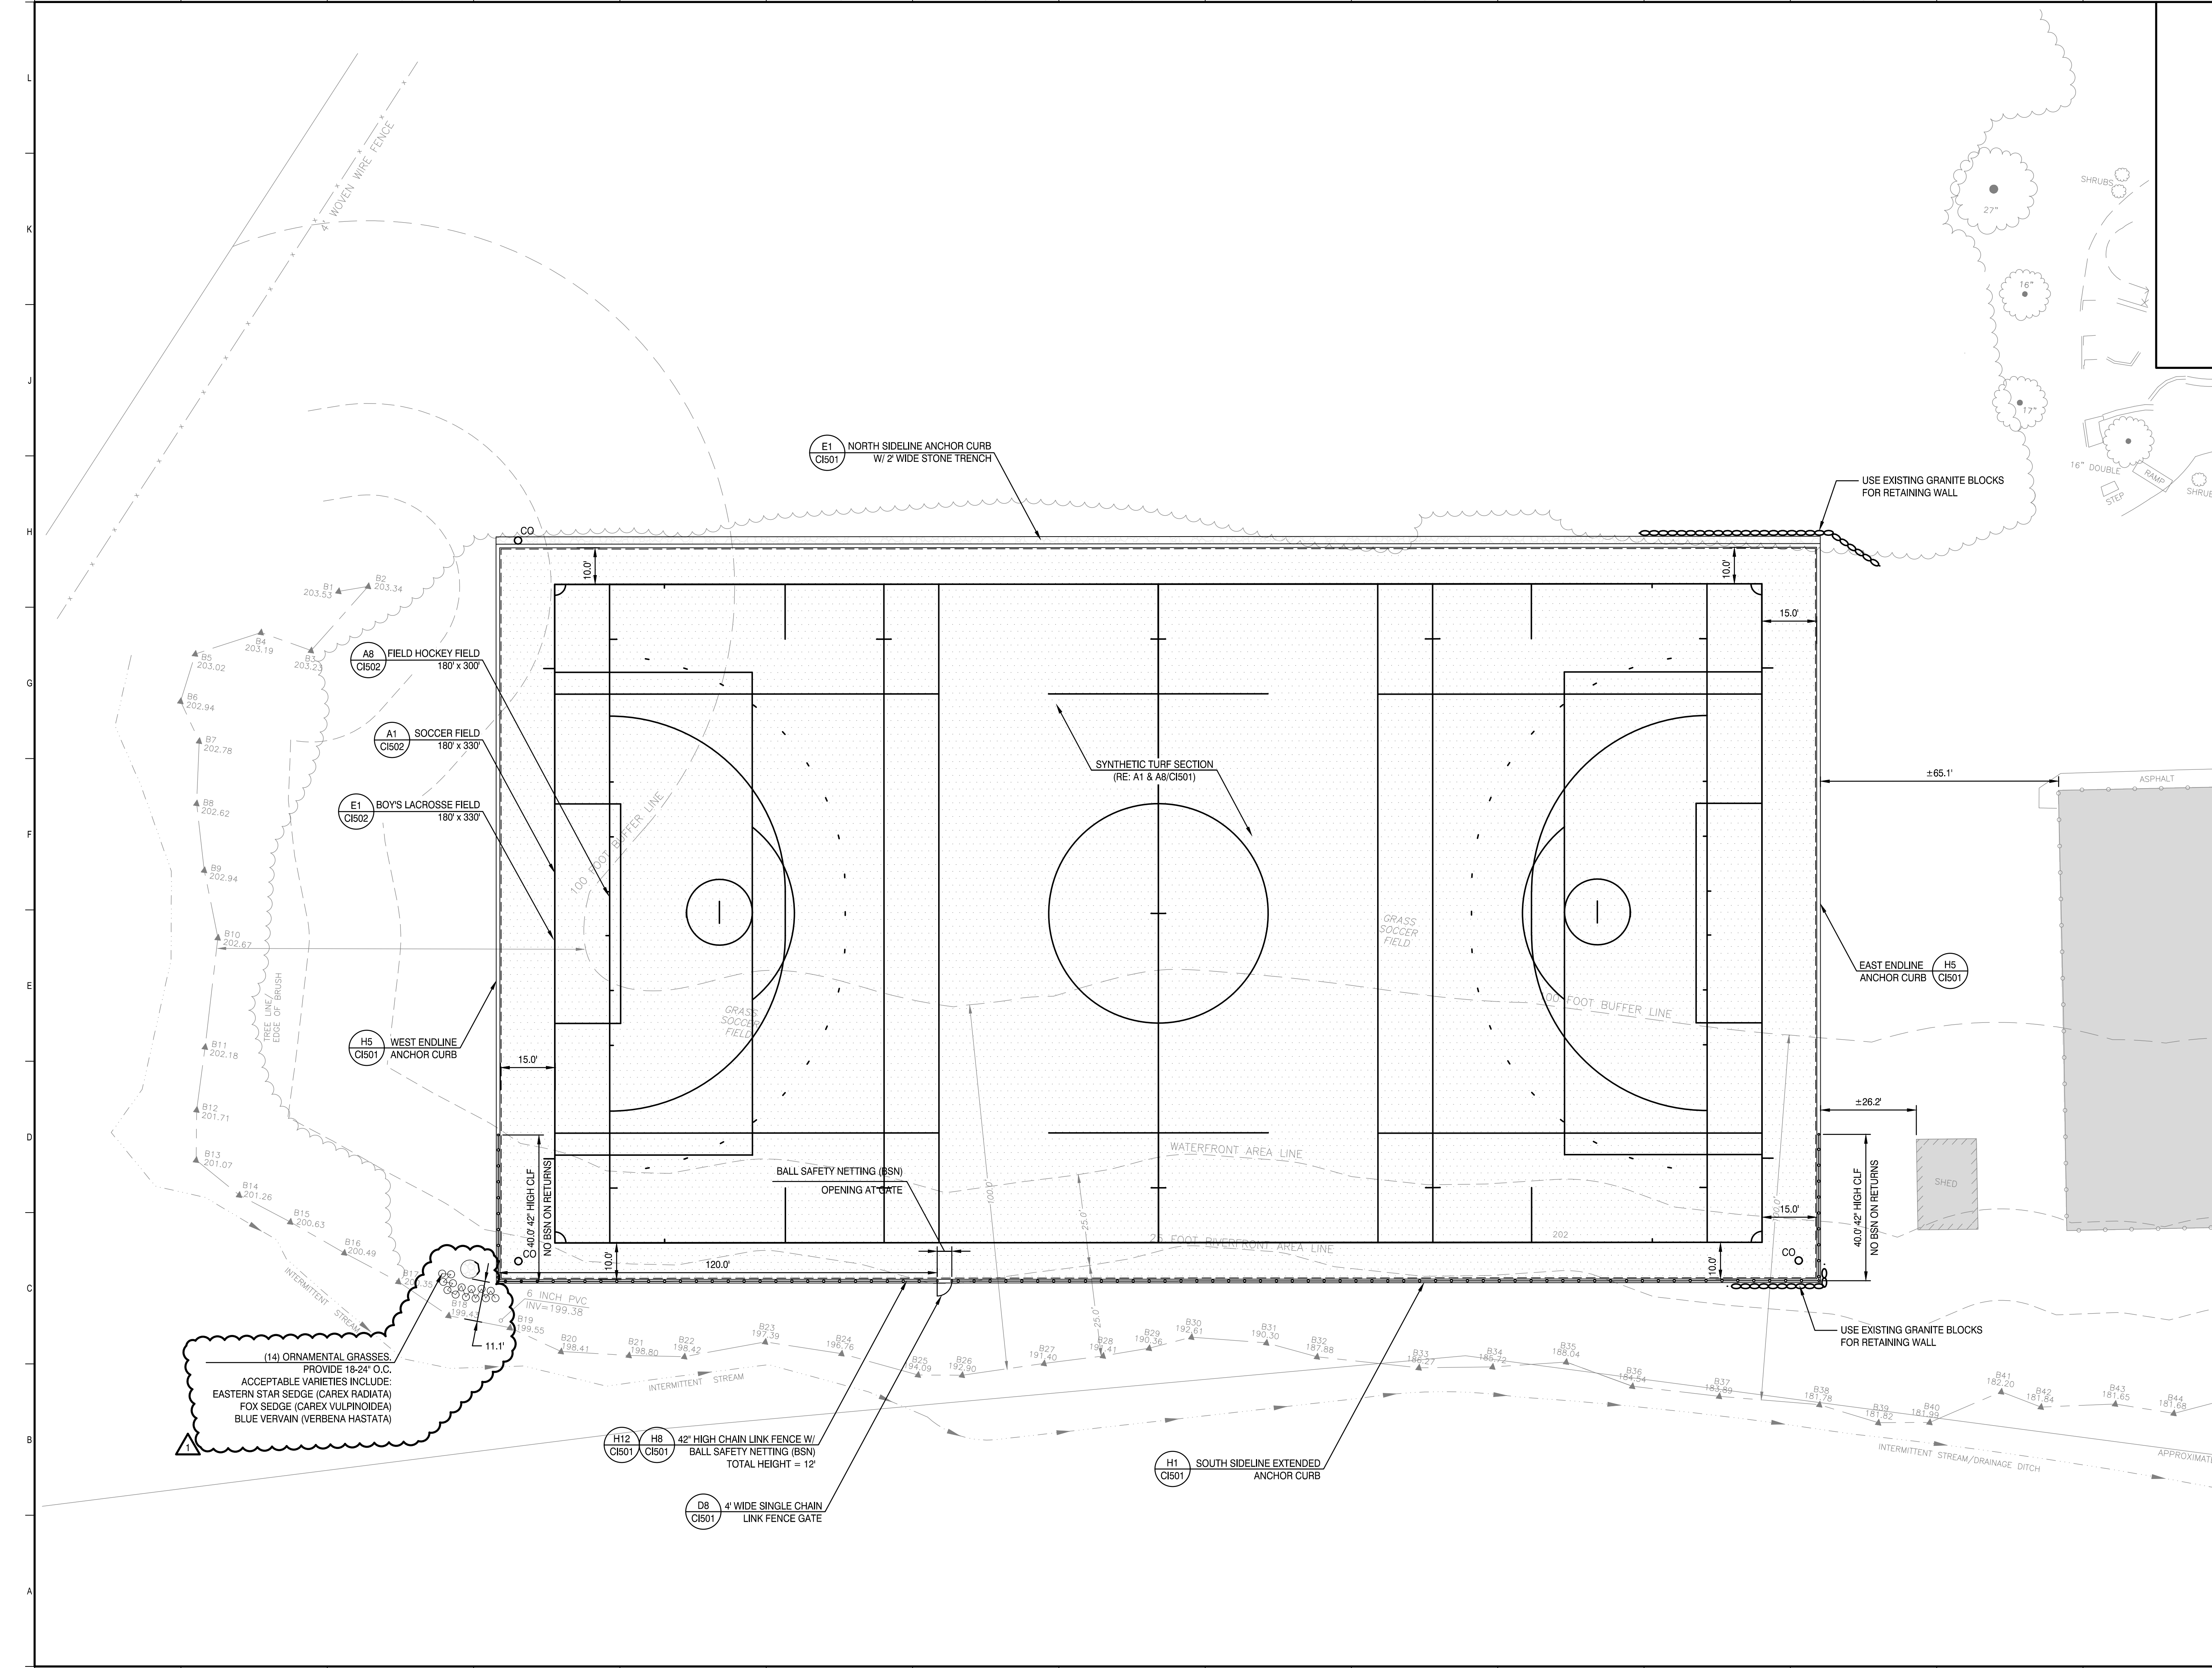 L
K
J
H
G
F
E
D
C
B
A
4' WOVEN WIRE FENCE
SHRUBS
27"
16"
17"
16" DOUBLE
RAMP
STEP
E1
CI501
NORTH SIDELINE ANCHOR CURB
W/ 2' WIDE STONE TRENCH
USE EXISTING GRANITE BLOCKS
FOR RETAINING WALL
CO
10.0'
10.0'
15.0'
B1
203.53
B2
203.34
B4
203.19
B3
203.23
B5
203.02
B6
202.94
B7
202.78
B8
202.62
B9
202.94
B10
202.67
B11
202.18
B12
201.71
B13
201.07
B14
201.26
B15
200.63
B16
200.49
A8
CI502
FIELD HOCKEY FIELD
180' x 300'
A1
CI502
SOCCER FIELD
180' x 330'
E1
CI502
BOY'S LACROSSE FIELD
180' x 330'
100 FOOT BUFFER LINE
SYNTHETIC TURF SECTION
(RE: A1 & A8/CI501)
±65.1'
ASPHALT
GRASS
SOCCER
FIELD
GRASS
SOCCER
FIELD
TREE LINE/
EDGE OF BRUSH
EAST ENDLINE
ANCHOR CURB
H5
CI501
H5
CI501
WEST ENDLINE
ANCHOR CURB
15.0'
FOOT BUFFER LINE
±26.2'
SHED
WATERFRONT AREA LINE
BALL SAFETY NETTING (BSN)
OPENING AT GATE
40.0' 42" HIGH CLF
NO BSN ON RETURNS
40.0' 42" HIGH CLF
NO BSN ON RETURNS
100.0'
25.0'
25.0'
15.0'
202
25 FOOT RIVERFRONT AREA LINE
CO
CO
10.0'
10.0'
120.0'
B17
B18
199.43
B19
199.55
6 INCH PVC
INV=199.38
11.1'
INTERMITTENT STREAM
B20
198.41
B21
198.80
B22
198.42
B23
197.39
B24
196.76
B25
194.09
B26
192.90
B27
191.40
B28
B29
190.36
B30
192.61
B31
190.30
B32
187.88
B33
186.27
B34
185.72
B35
188.04
B36
184.54
B37
183.89
B38
181.78
B39
181.82
B40
181.99
B41
182.20
B42
181.84
B43
181.65
B44
181.68
USE EXISTING GRANITE BLOCKS
FOR RETAINING WALL
(14) ORNAMENTAL GRASSES.
PROVIDE 18-24" O.C.
ACCEPTABLE VARIETIES INCLUDE:
EASTERN STAR SEDGE (CAREX RADIATA)
FOX SEDGE (CAREX VULPINOIDEA)
BLUE VERVAIN (VERBENA HASTATA)
1
INTERMITTENT STREAM
H12
CI501
H8
CI501
42" HIGH CHAIN LINK FENCE W/
BALL SAFETY NETTING (BSN)
TOTAL HEIGHT = 12'
D8
CI501
4' WIDE SINGLE CHAIN
LINK FENCE GATE
H1
CI501
SOUTH SIDELINE EXTENDED
ANCHOR CURB
INTERMITTENT STREAM/DRAINAGE DITCH